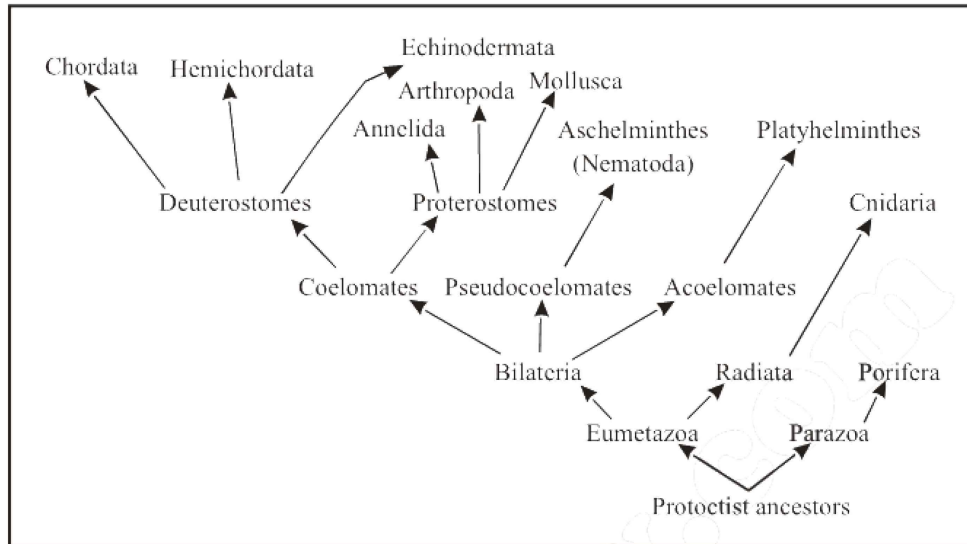 Echinodermata
Chordata
Hemichordata
Mollusca
Arthropoda
Annelida
Aschelminthes
(Nematoda)
Platyhelminthes
Deuterostomes
Proterostomes
Cnidaria
Coelomates
Pseudocoelomates
Acoelomates
Bilateria
Radiata
Porifera
Eumetazoa
Parazoa
Protoctist ancestors